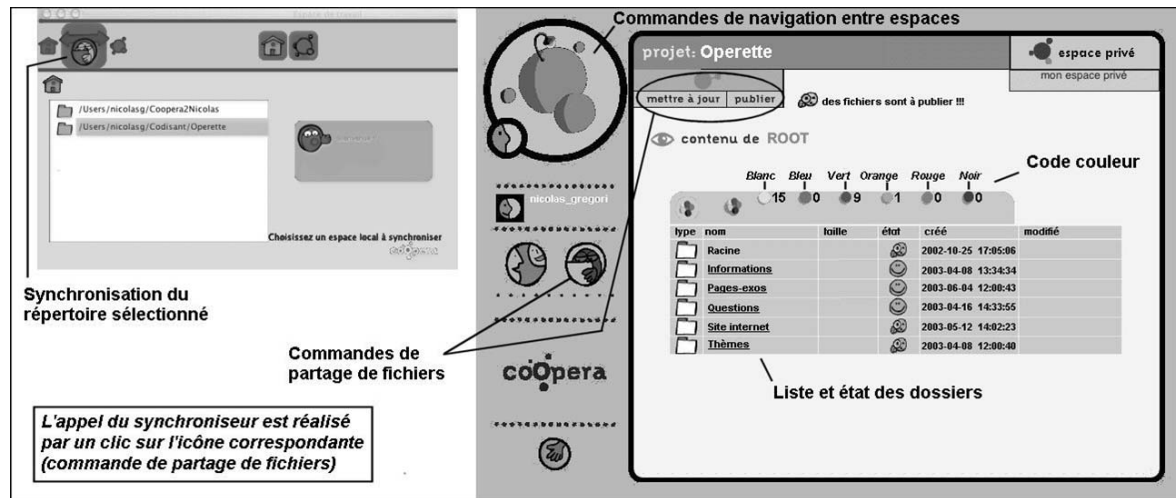 Espace de travail
/Users/nicolasg/Coopera2Nicolas
/Users/nicolasg/Codisant/Operette
Choisissez un espace local à synchroniser
coopera
Synchronisation du
répertoire sélectionné
Commandes de
partage de fichiers
L'appel du synchroniseur est réalisé
par un clic sur l'icône correspondante
(commande de partage de fichiers)
Commandes de navigation entre espaces
nicolas_gregori
coopera
projet: Operette
espace privé
mon espace privé
mettre à jour publier
des fichiers sont à publier !!!
contenu de ROOT
Code couleur
Blanc Bleu Vert Orange Rouge Noir
15 0 9 1 0 0
type nom taille état créé modifié
Racine 2002-10-25 17:05:06
Informations 2003-04-08 13:34:34
Pages-exos 2003-06-04 12:00:43
Questions 2003-04-16 14:33:55
Site internet 2003-05-12 14:02:23
Thèmes 2003-04-08 12:00:40
Liste et état des dossiers